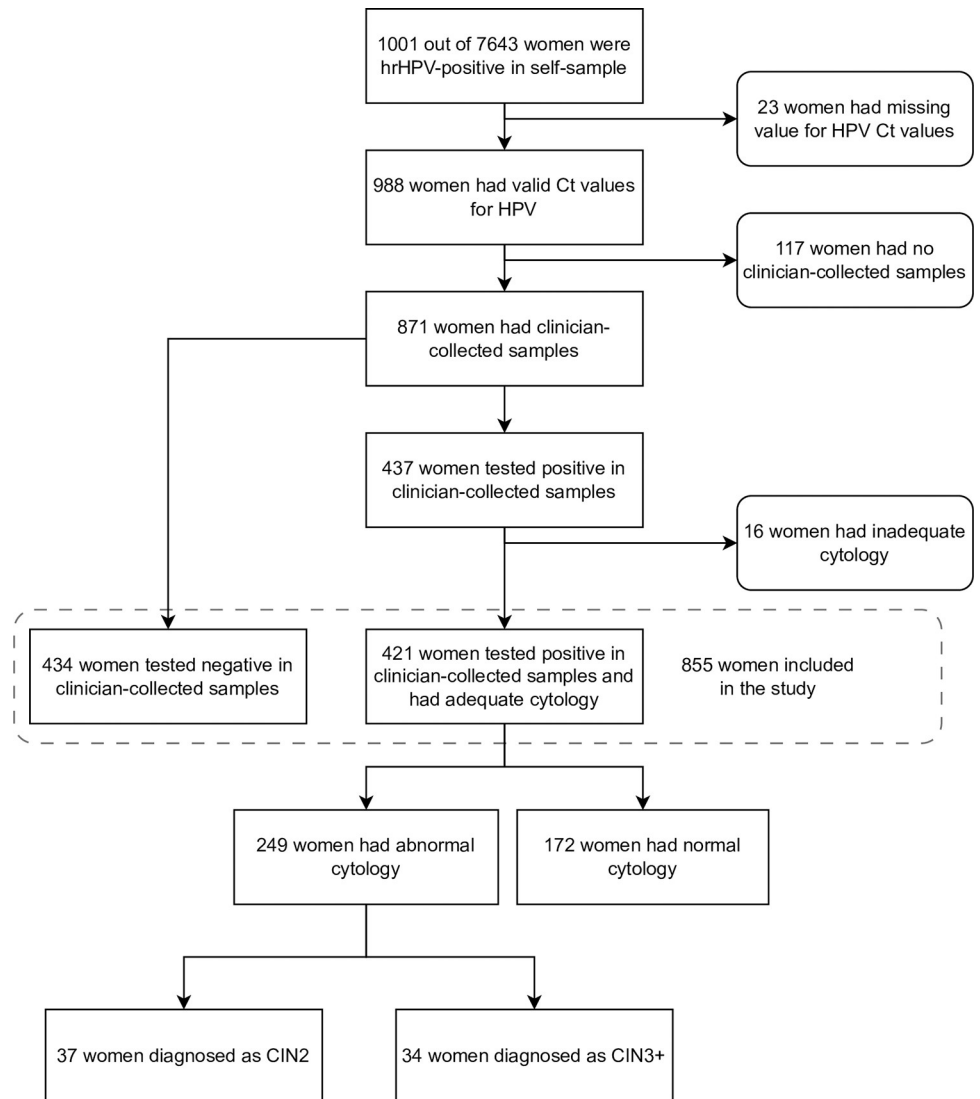 1001 out of 7643 women were
hrHPV-positive in self-sample
23 women had missing
value for HPV Ct values
988 women had valid Ct values
for HPV
117 women had no
clinician-collected samples
871 women had clinician-
collected samples
437 women tested positive in
clinician-collected samples
16 women had inadequate
cytology
434 women tested negative in
clinician-collected samples
421 women tested positive in
clinician-collected samples and
had adequate cytology
855 women included
in the study
249 women had abnormal
cytology
172 women had normal
cytology
37 women diagnosed as CIN2
34 women diagnosed as CIN3+